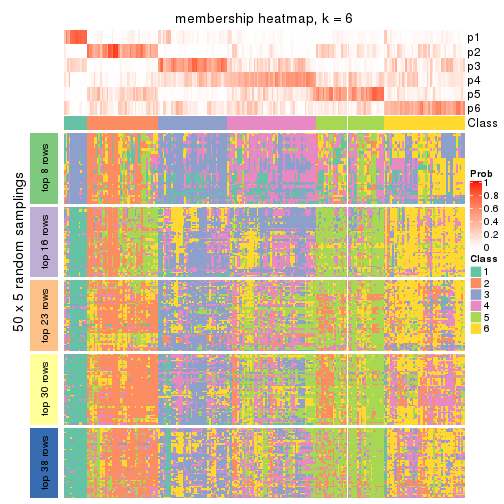 membership heatmap, k = 6
p1
p2
p3
p4
p5
p6
Class
50 x 5 random samplings
top 8 rows
top 16 rows
top 23 rows
top 30 rows
top 38 rows
Prob
1
0.8
0.6
0.4
0.2
0
Class
1
2
3
4
5
6